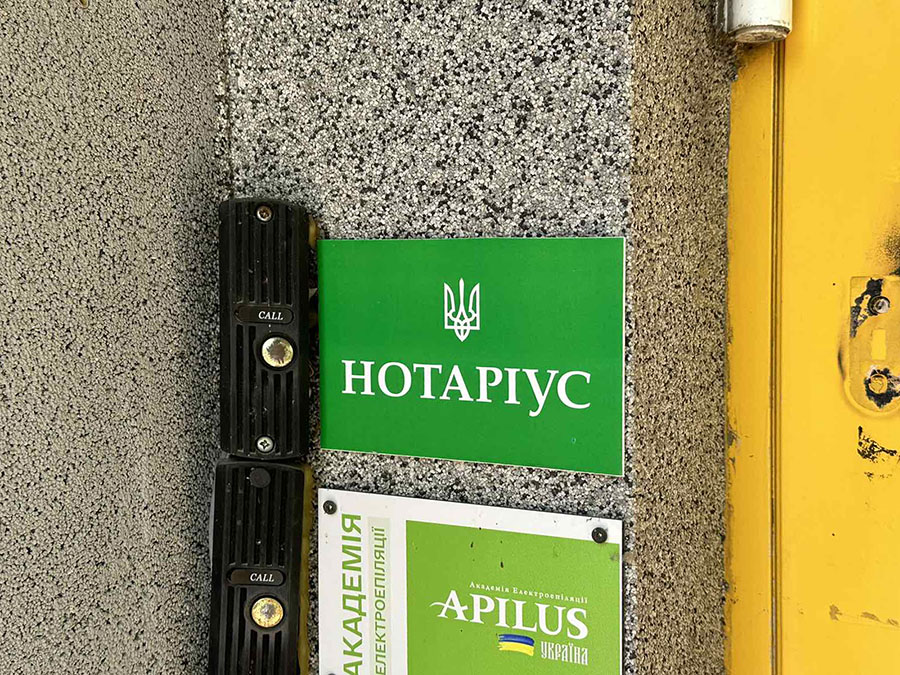 CALL
НОТАРІУС
CALL
АКАДЕМІЯ
ЕЛЕКТРОЕПІЛЯЦІЇ
Академія Електроепіляції
APILUS
УКРАЇНА